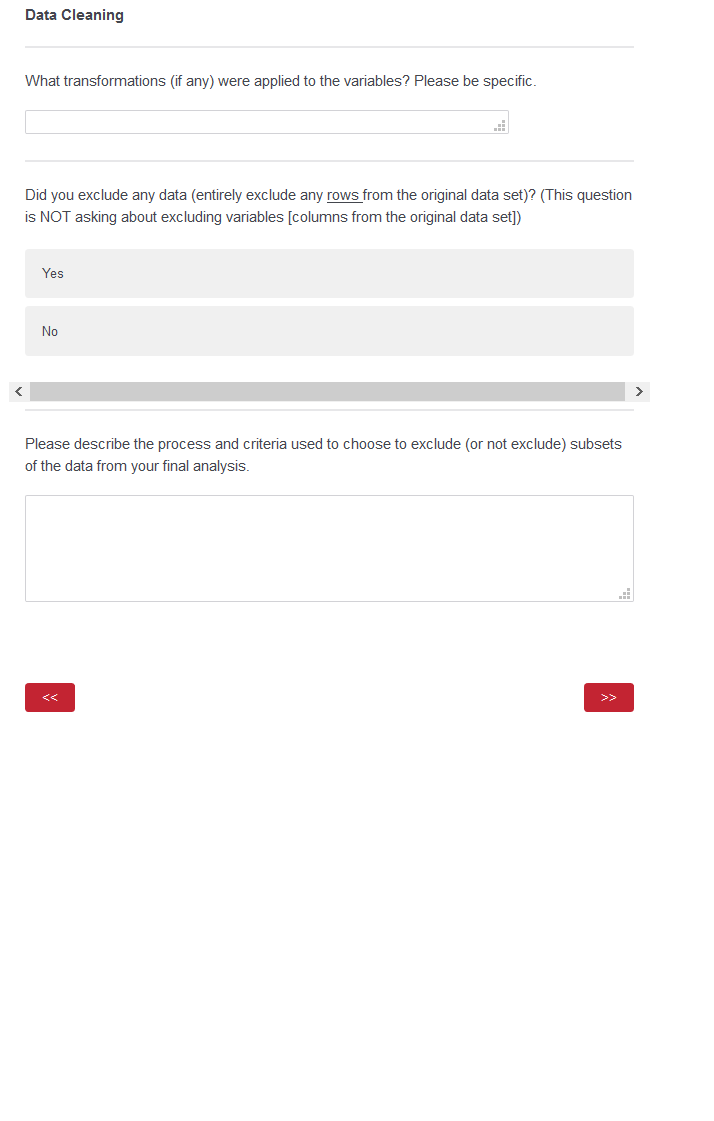 Data Cleaning
What transformations (if any) were applied to the variables? Please be specific.
Did you exclude any data (entirely exclude any rows from the original data set)? (This question
is NOT asking about excluding variables [columns from the original data set])
Yes
No
Please describe the process and criteria used to choose to exclude (or not exclude) subsets
of the data from your final analysis.
<<
>>